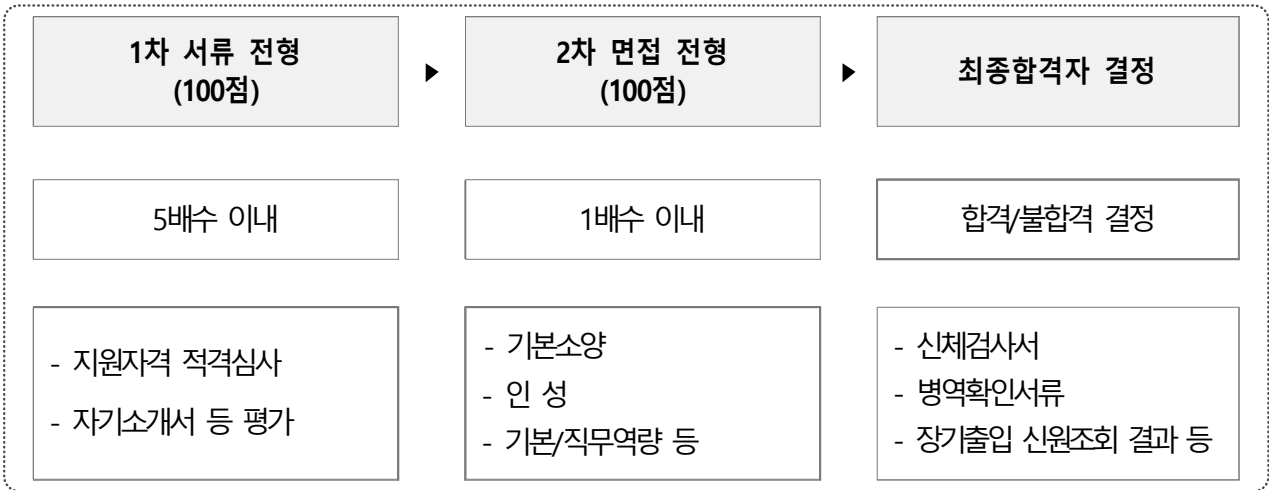 1차 서류 전형
(100점)
▶
2차 면접 전형
(100점)
▶
최종합격자 결정
5배수 이내
1배수 이내
합격/불합격 결정
- 지원자격 적격심사
- 자기소개서 등 평가
- 기본소양
- 인 성
- 기본/직무역량 등
- 신체검사서
- 병역확인서류
- 장기출입 신원조회 결과 등